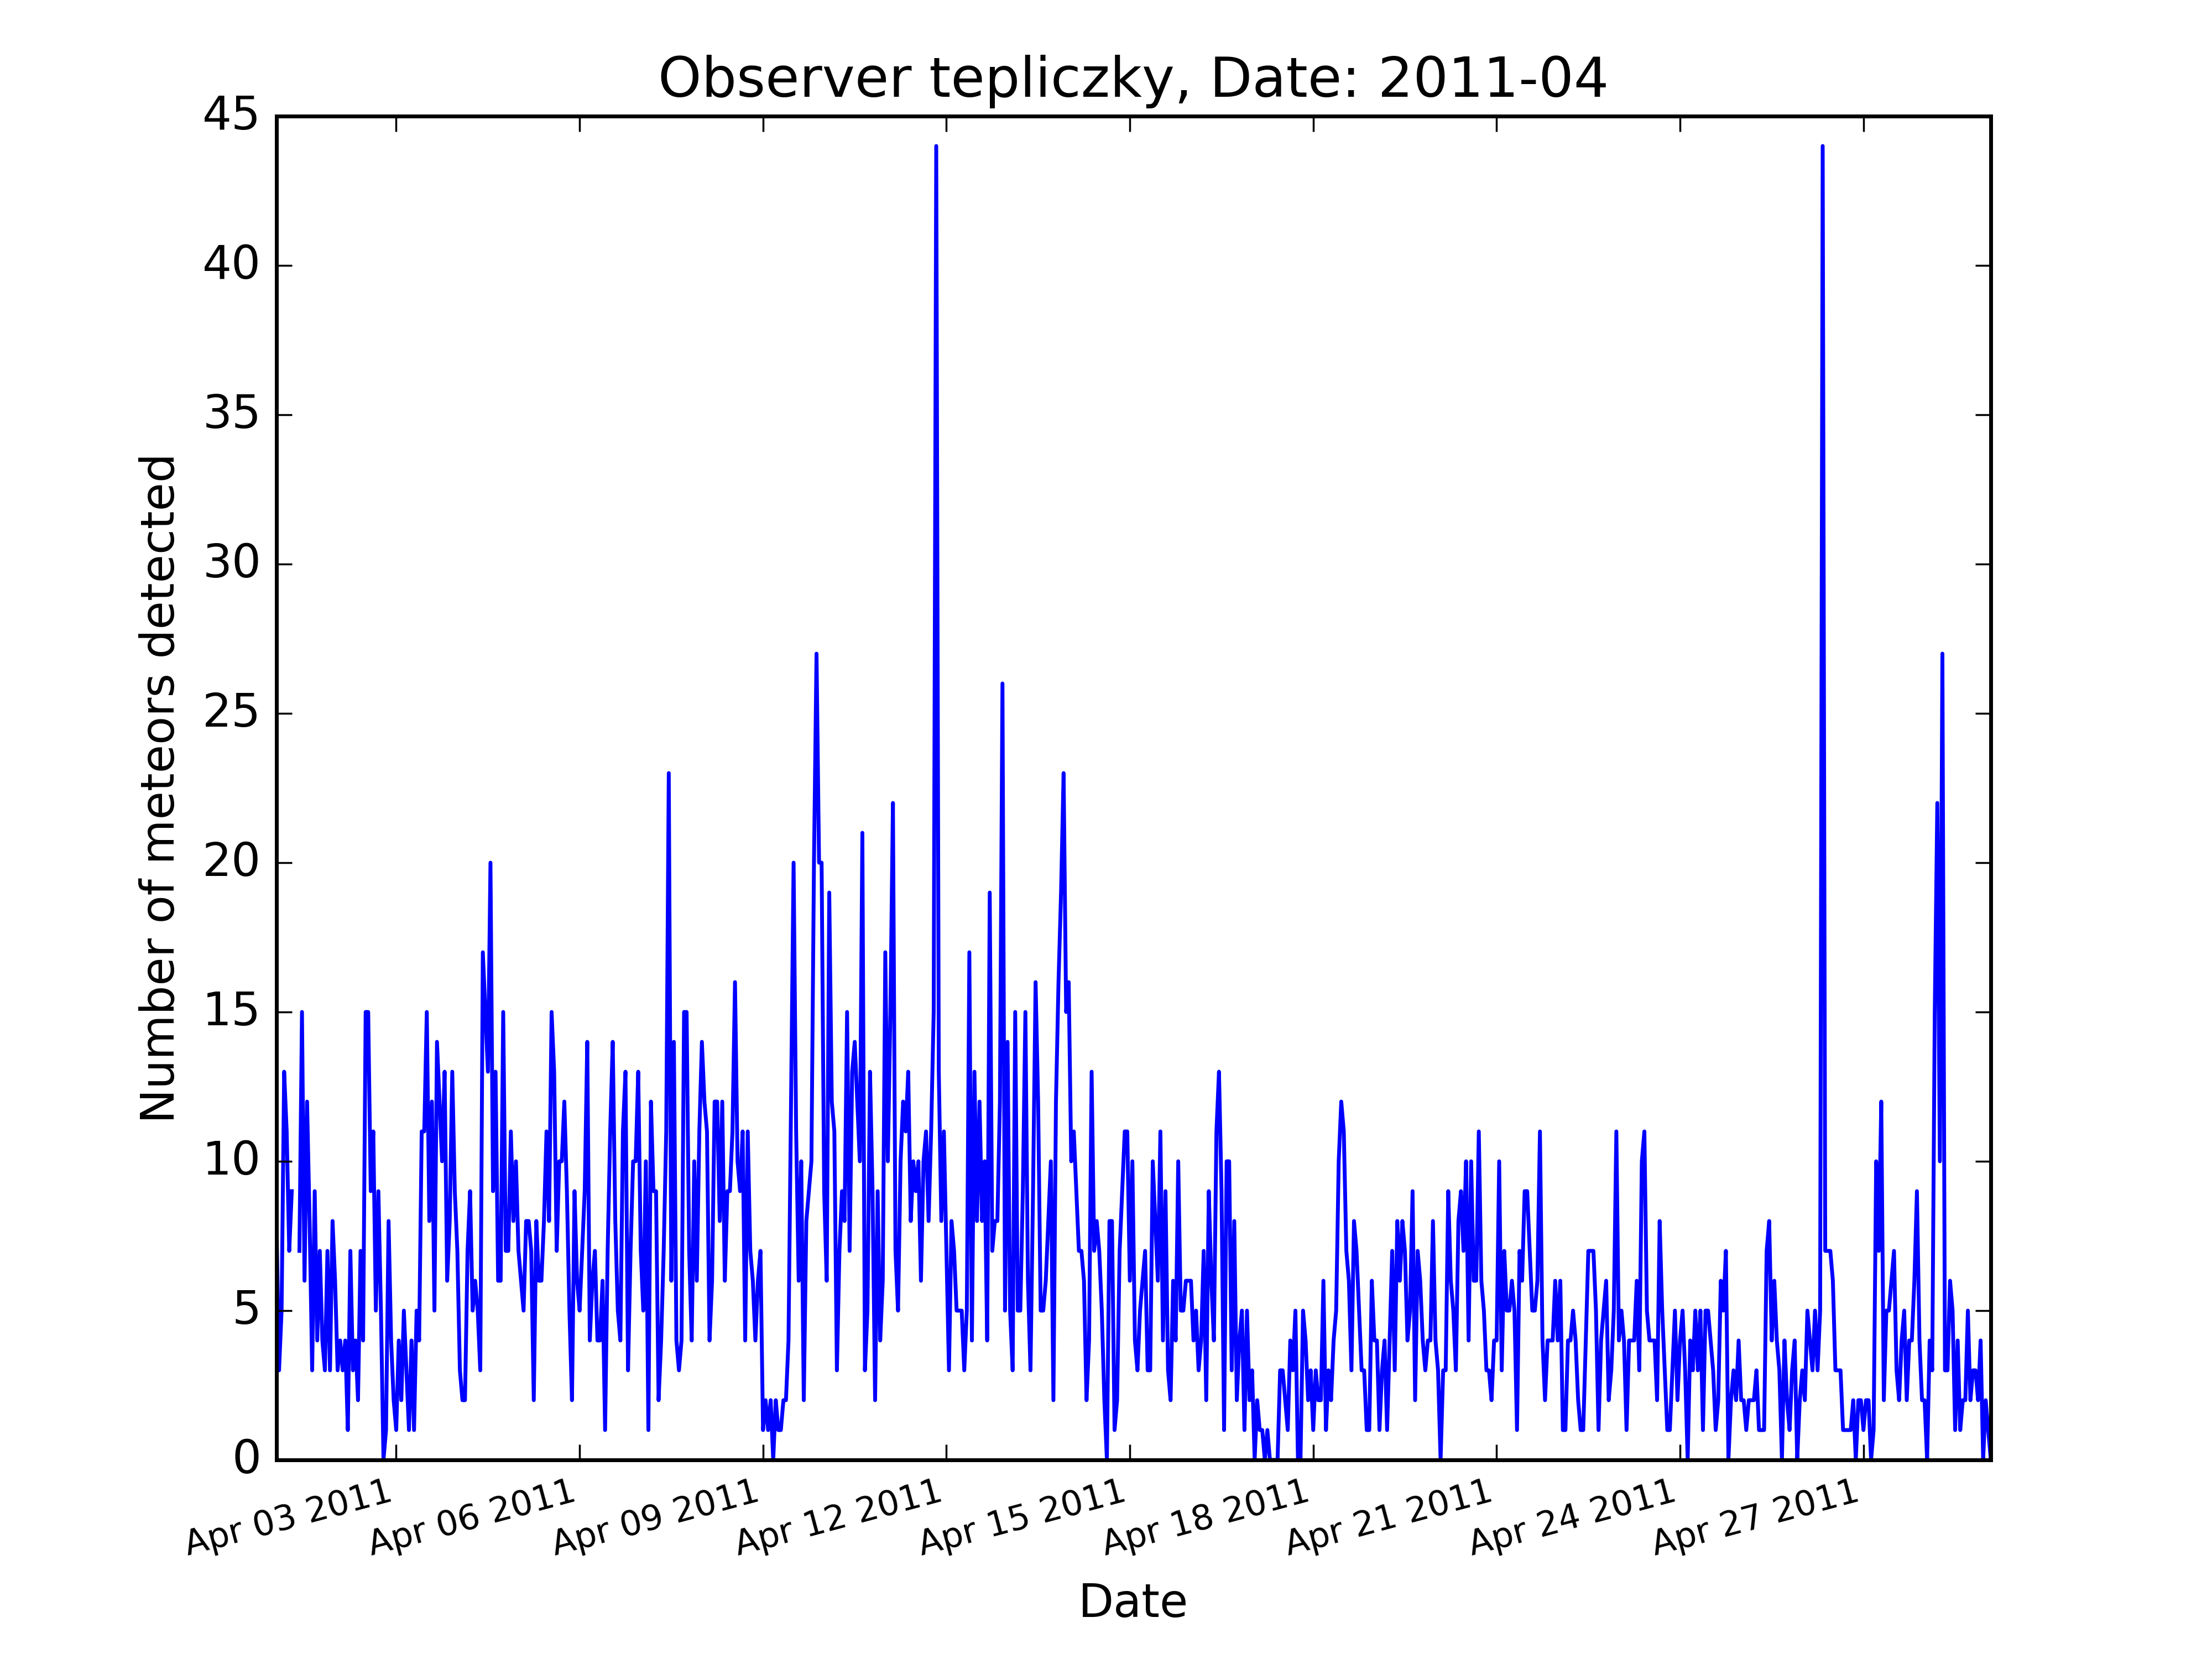 Observer tepliczky, Date: 2011-04
Number of meteors detected
45
40
35
30
25
20
15
10
5
0
Apr 03 2011
Apr 06 2011
Apr 09 2011
Apr 12 2011
Apr 15 2011
Apr 18 2011
Apr 21 2011
Apr 24 2011
Apr 27 2011
Date